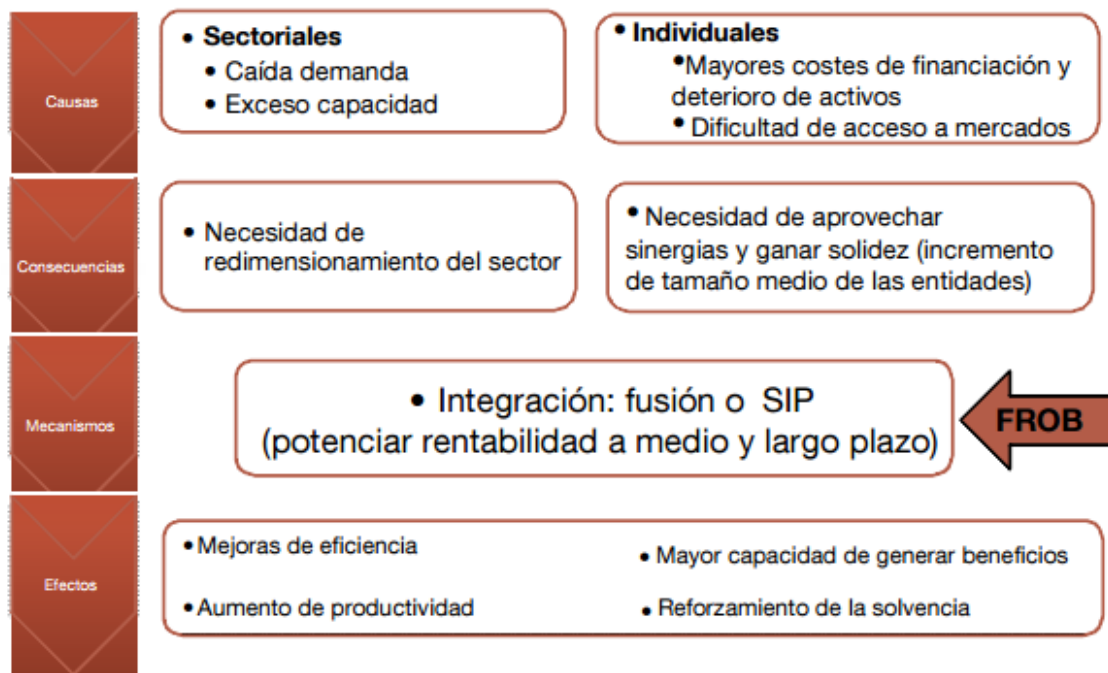 Causas
• Sectoriales
• Caída demanda
• Exceso capacidad
• Individuales
• Mayores costes de financiación y
deterioro de activos
• Dificultad de acceso a mercados
Consecuencias
• Necesidad de
redimensionamiento del sector
• Necesidad de aprovechar
sinergias y ganar solidez (incremento
de tamaño medio de las entidades)
Mecanismos
• Integración: fusión o SIP
(potenciar rentabilidad a medio y largo plazo)
FROB
Efectos
• Mejoras de eficiencia
• Aumento de productividad
• Mayor capacidad de generar beneficios
• Reforzamiento de la solvencia